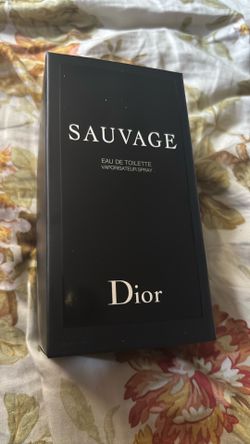 SAUVAGE
EAU DE TOILETTE
VAPORISATEUR SPRAY
Dior